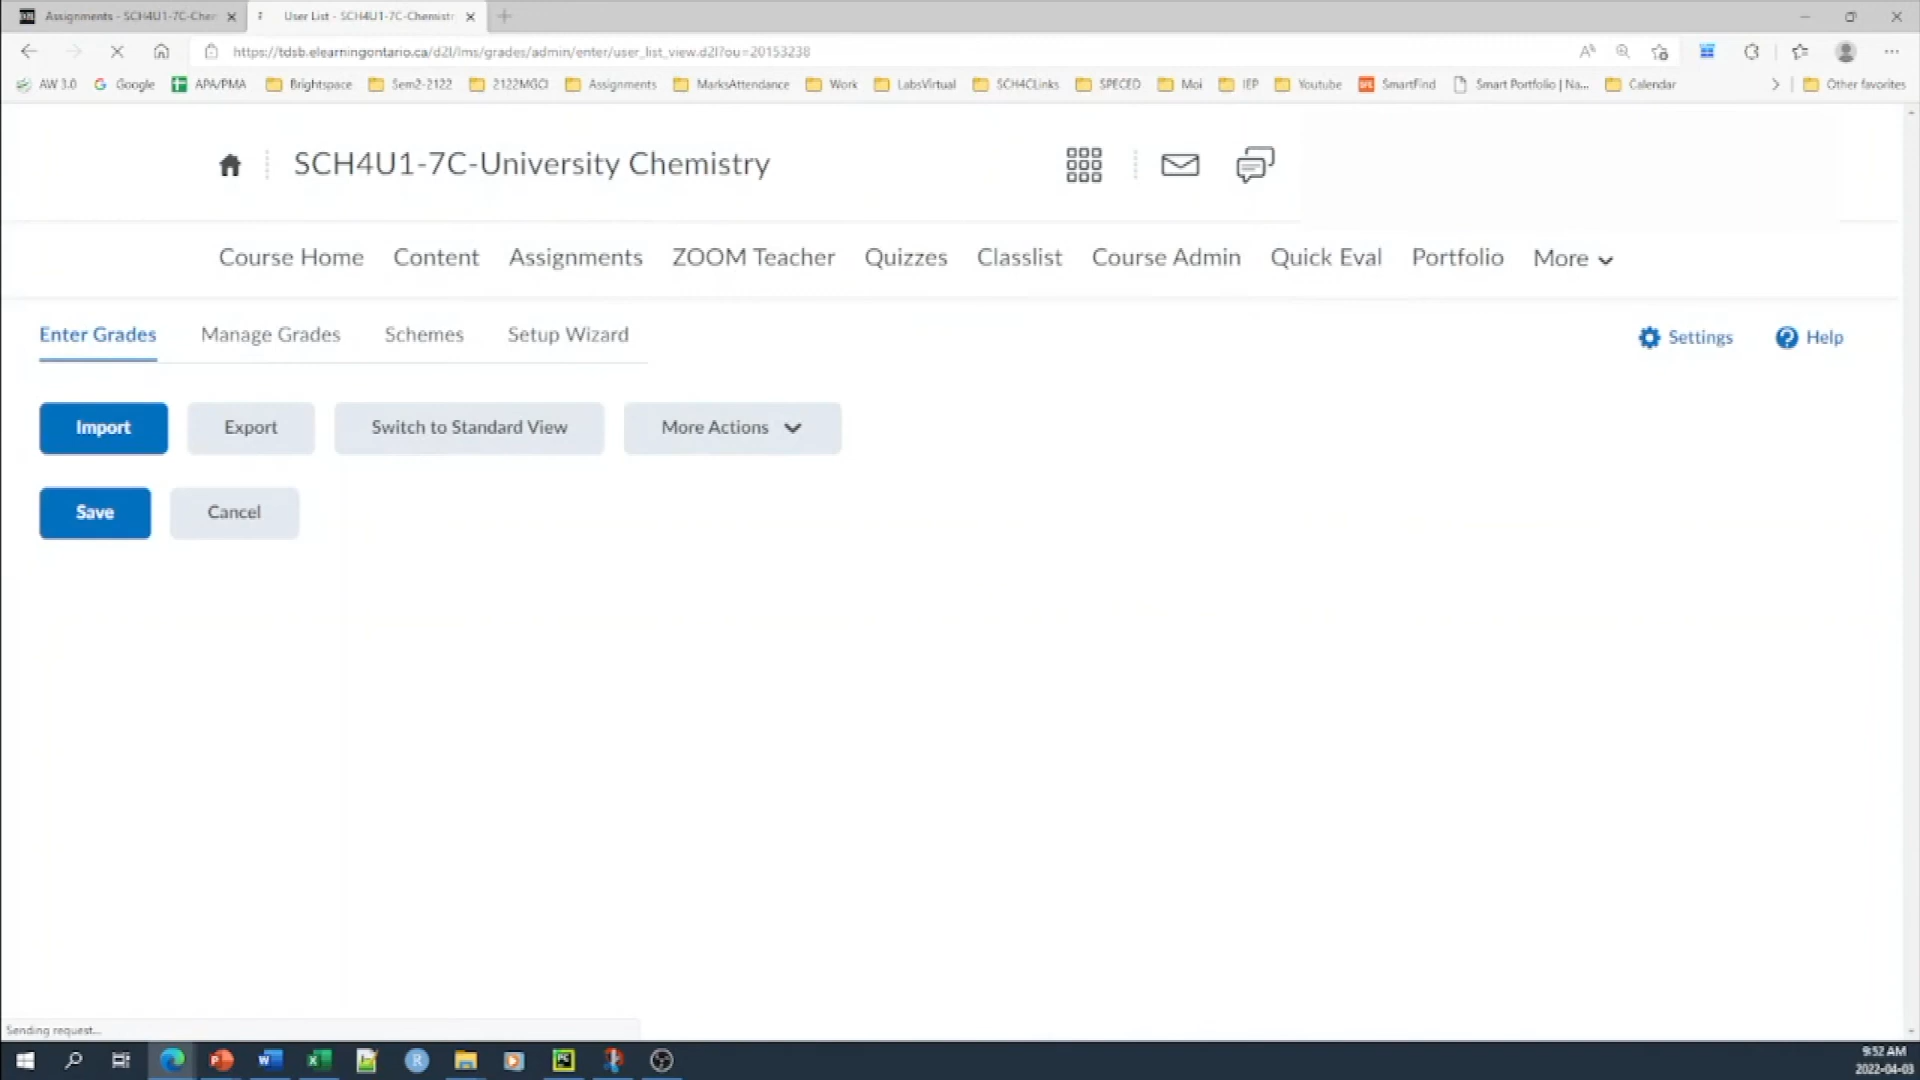 Assignments - SCH4U1-7C-Cher
User List - SCH4U1-7C-Chemistr
https://tdsb.elearningontario.ca/d2l/lms/grades/admin/enter/user_list_view.d2l?ou=20153238
AW 3.0 Google APA/PMA Brightspace Sem2-2122 2122MGCI Assignments MarksAttendance Work LabsVirtual SCH4CLinks SPECED Moi IEP Youtube SmartFind Smart Portfolio | Na... Calendar Other favorites
SCH4U1-7C-University Chemistry
Course Home Content Assignments ZOOM Teacher Quizzes Classlist Course Admin Quick Eval Portfolio More
Enter Grades Manage Grades Schemes Setup Wizard Settings Help
Import Export Switch to Standard View More Actions
Save Cancel
Sending request...
9:52 AM
2022-04-03